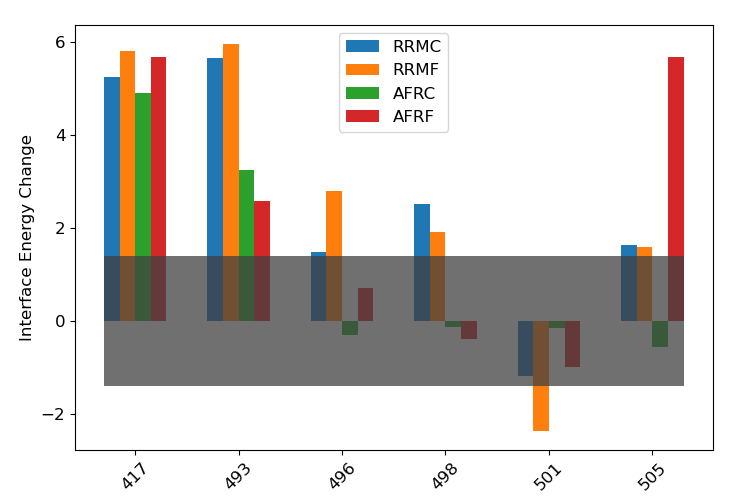 Interface Energy Change
6
4
2
0
−2
RRMC
RRMF
AFRC
AFRF
417
493
496
498
501
505